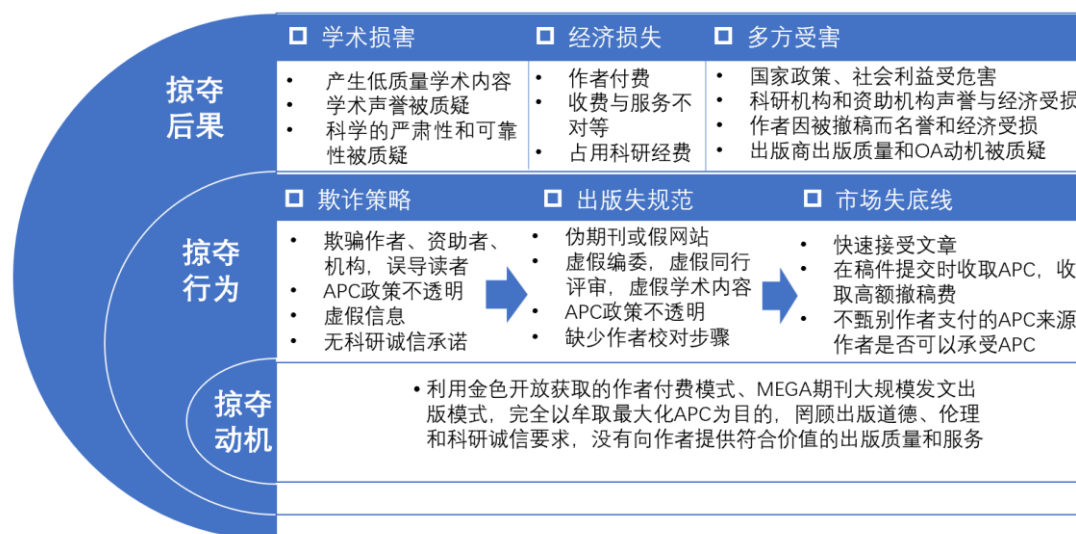 掠夺
后果
学术损害
产生低质量学术内容
学术声誉被质疑
科学的严肃性和可靠
性被质疑
经济损失
作者付费
收费与服务不
对等
占用科研经费
多方受害
国家政策、社会利益受危害
科研机构和资助机构声誉与经济受损
作者因被撤稿而名誉和经济受损
出版商出版质量和OA动机被质疑
掠夺
行为
欺诈策略
欺骗作者、资助者、
机构，误导读者
APC政策不透明
虚假信息
无科研诚信承诺
出版失规范
伪期刊或假网站
虚假编委，虚假同行
评审，虚假学术内容
APC政策不透明
缺少作者校对步骤
市场失底线
快速接受文章
在稿件提交时收取APC，收
取高额撤稿费
不甄别作者支付的APC来源
作者是否可以承受APC
掠夺
动机
利用金色开放获取的作者付费模式、MEGA期刊大规模发文出
版模式，完全以牟取最大化APC为目的，罔顾出版道德、伦理
和科研诚信要求，没有向作者提供符合价值的出版质量和服务